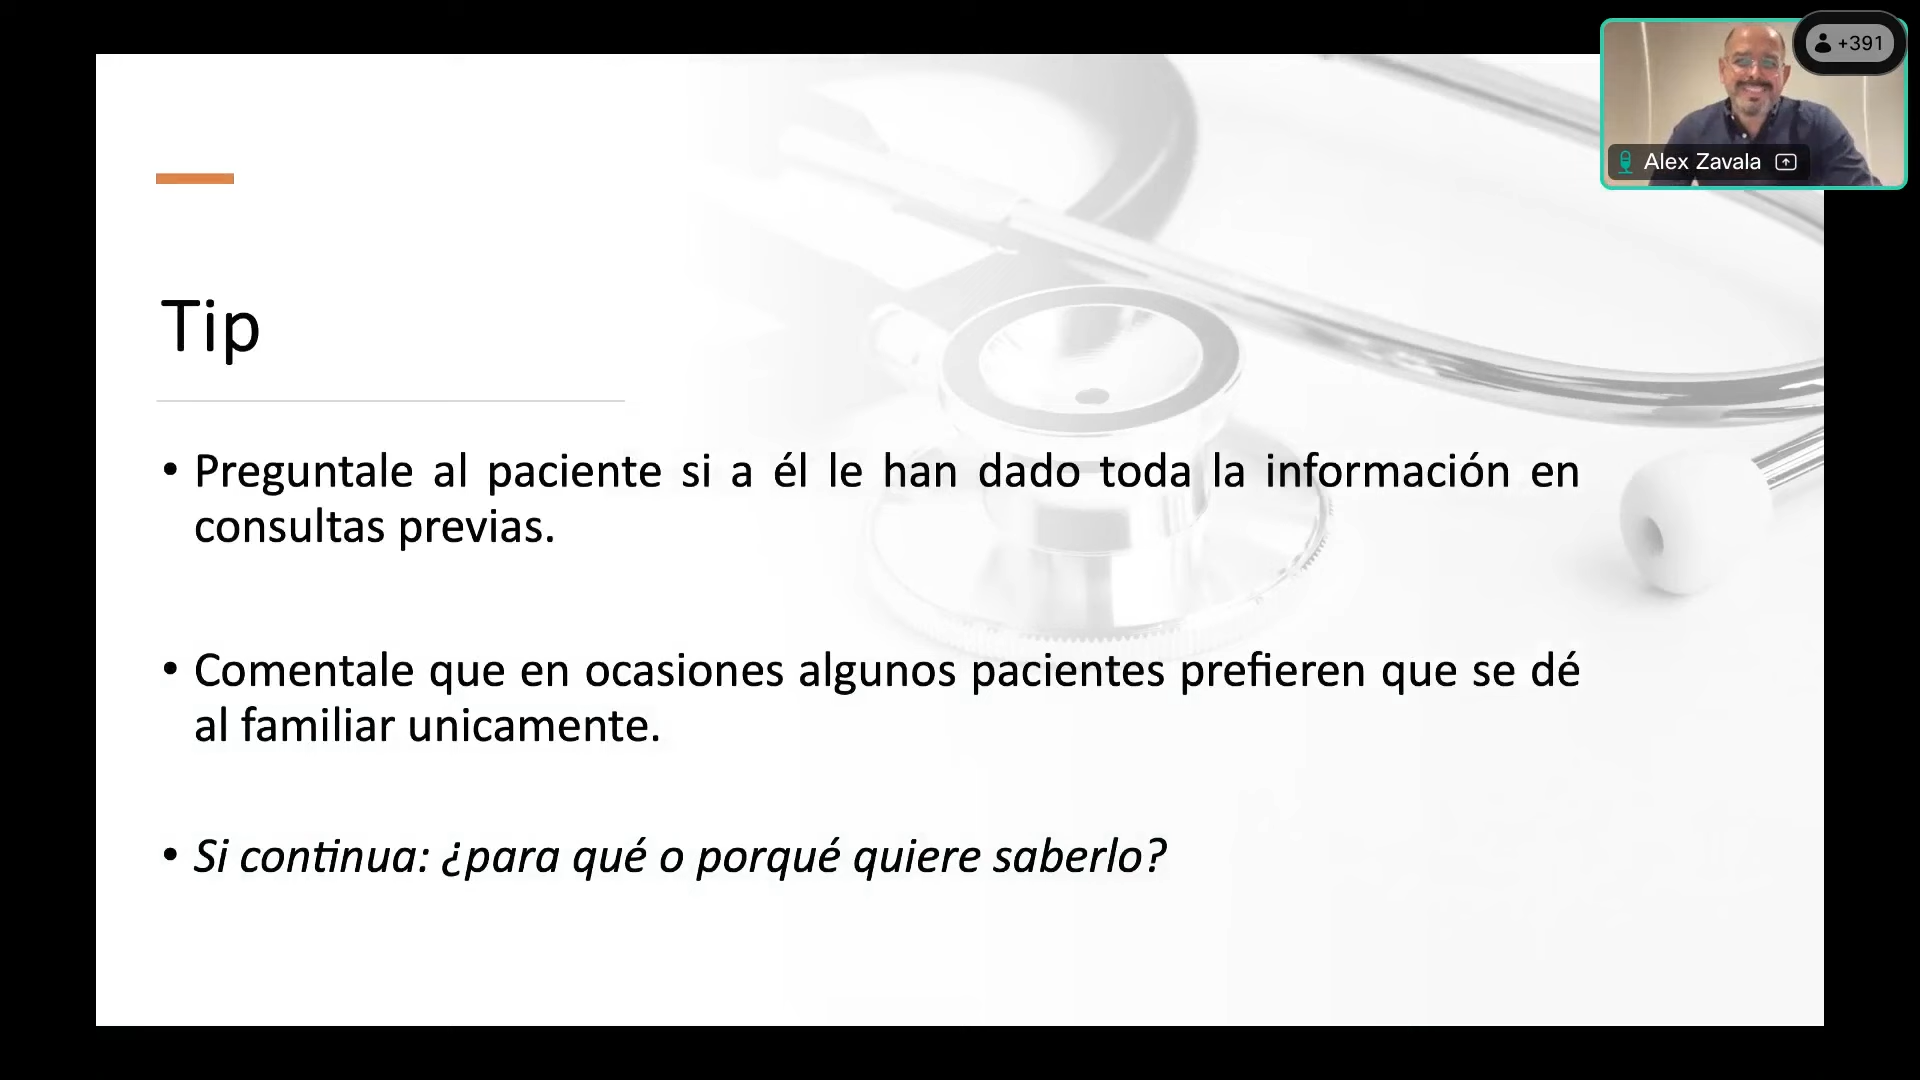 +391
Alex Zavala
Tip
• Preguntale al paciente si a él le han dado toda la información en
consultas previas.
• Comentale que en ocasiones algunos pacientes prefieren que se dé
al familiar unicamente.
• Si continua: ¿para qué o porqué quiere saberlo?